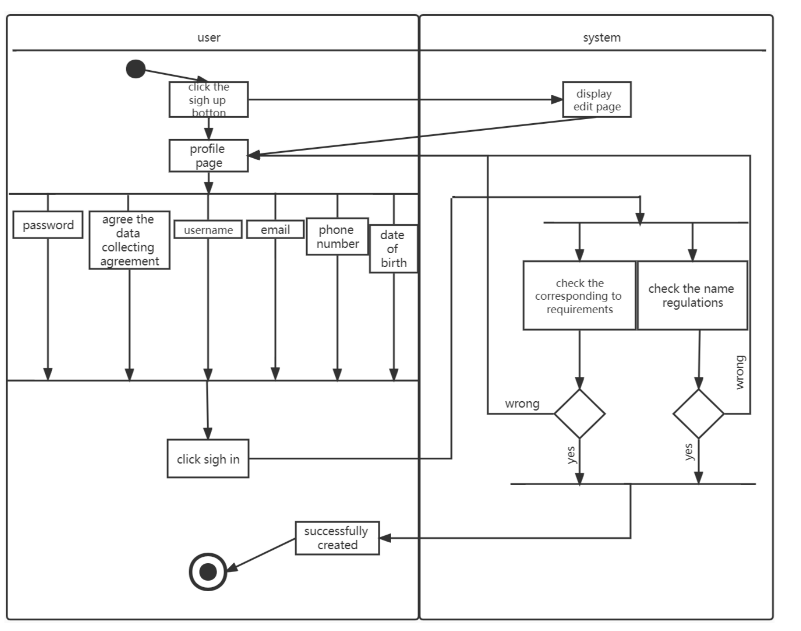 user
system
click the
sigh up
botton
display
edit page
profile
page
password
agree the
data
collecting
agreement
username
email
phone
number
date
of
birth
check the
corresponding to
requirements
check the name
regulations
wrong
wrong
yes
yes
click sigh in
successfully
created